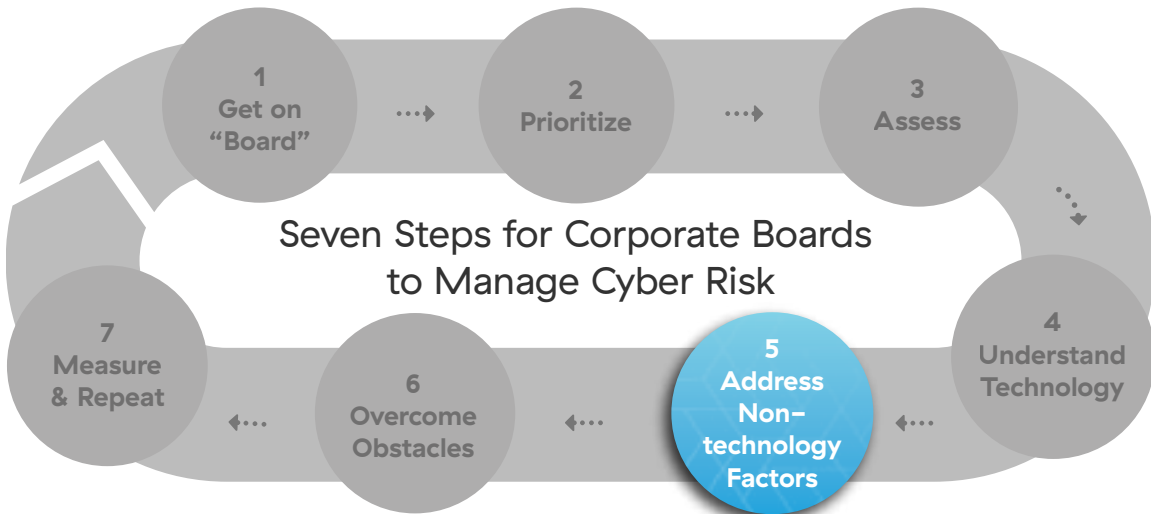 1
Get on
“Board”
2
Prioritize
3
Assess
Seven Steps for Corporate Boards
to Manage Cyber Risk
4
Understand
Technology
5
Address
Non-
technology
Factors
6
Overcome
Obstacles
7
Measure
& Repeat